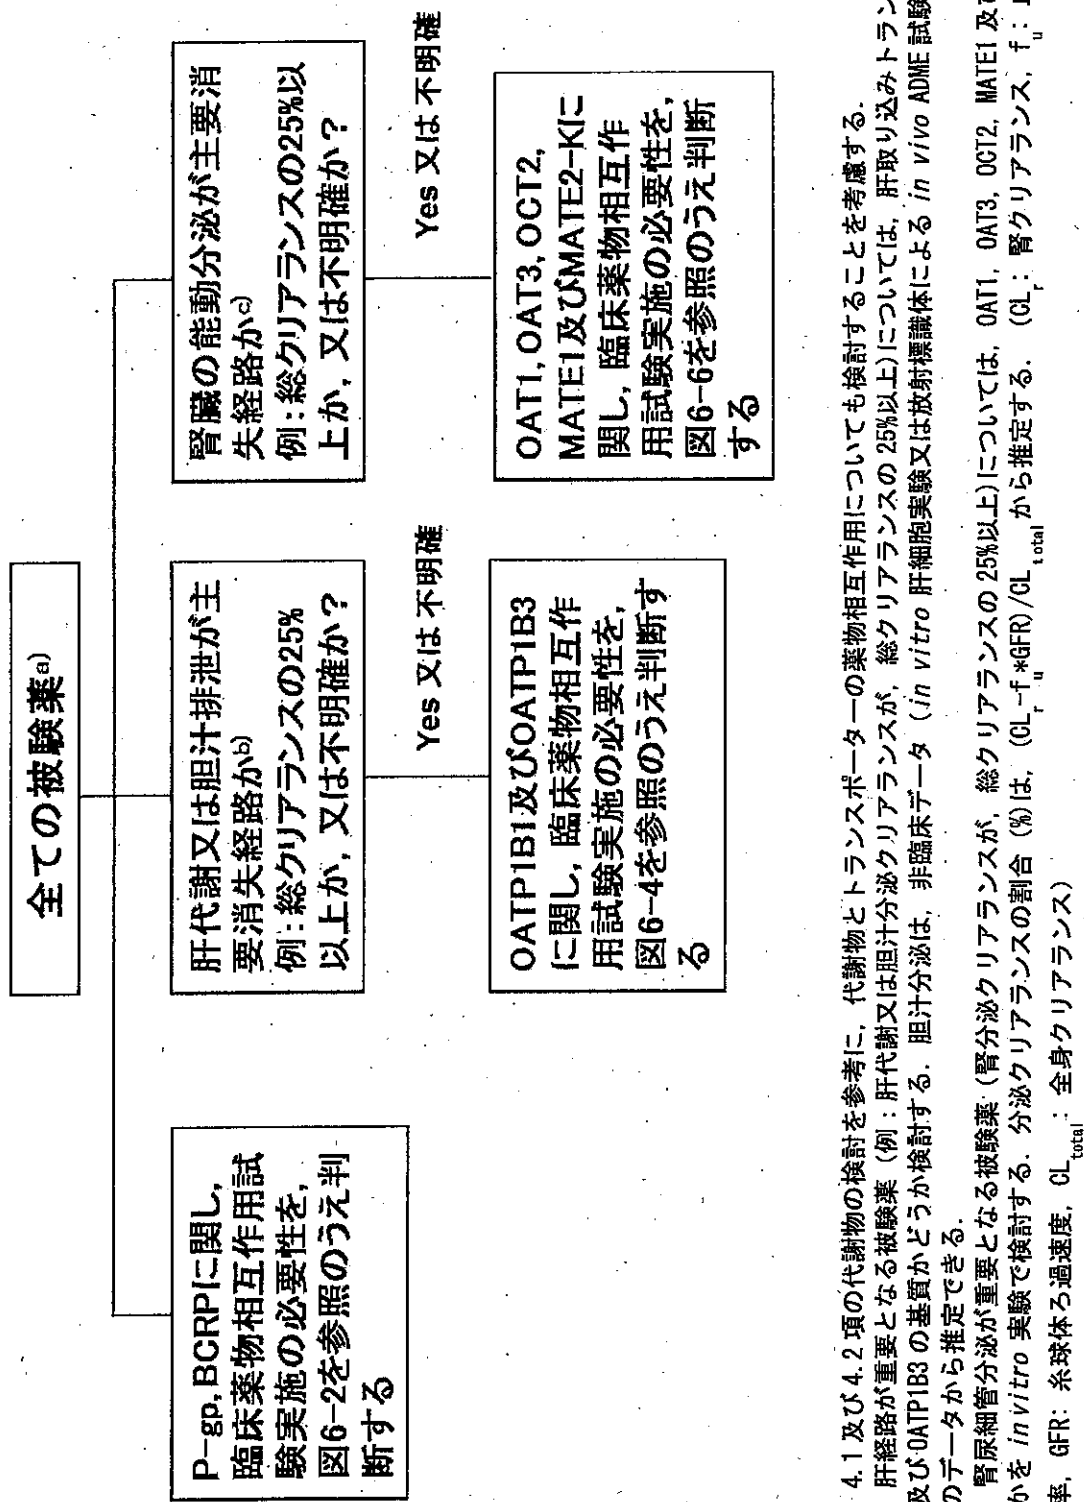 全ての被験薬a)
P-gp,BCRPに関し,
臨床薬物相互作用試
験実施の必要性を,
図6-2を参照のうえ判
断する
肝代謝又は胆汁排泄が主
要消失経路かb)
例:総クリアランスの25%
以上か, 又は不明確か?
Yes 又は不明確
OATP1B1及びOATP1B3
に関し, 臨床薬物相互作
用試験実施の必要性を,
図6-4を参照のうえ判断す
る
腎臓の能動分泌が主要消
失経路かc)
例:総クリアランスの25%以
上か, 又は不明確か?
Yes 又は不明確
OAT1, OAT3, OCT2,
MATE1及びMATE2-Kに
関し, 臨床薬物相互作
用試験実施の必要性を,
図6-6を参照のうえ判断
する
4.1 及び 4.2 項の代謝物の検討を参考に, 代謝物とトランスポーターの薬物相互作用についても検討することを考慮する.
肝経路が重要となる被験薬 (例:肝代謝又は胆汁分泌クリアランスが, 総クリアランスの 25%以上)については, 肝取り込みトラン
及び OATP1B3 の基質かどうか検討する. 胆汁分泌は, 非臨床データ (in vitro 肝細胞実験又は放射標識体による in vivo ADME 試験
のデータから推定できる.
腎尿細管分泌が重要となる被験薬 (腎分泌クリアランスが, 総クリアランスの 25%以上)については, OAT1, OAT3, OCT2, MATE1 及び
かを in vitro 実験で検討する. 分泌クリアランスの割合 (%)は, (CLr-fu*GFR)/CLtotal から推定する. (CLr: 腎クリアランス, fu:
率, GFR: 糸球体ろ過速度, CLtotal: 全身クリアランス)